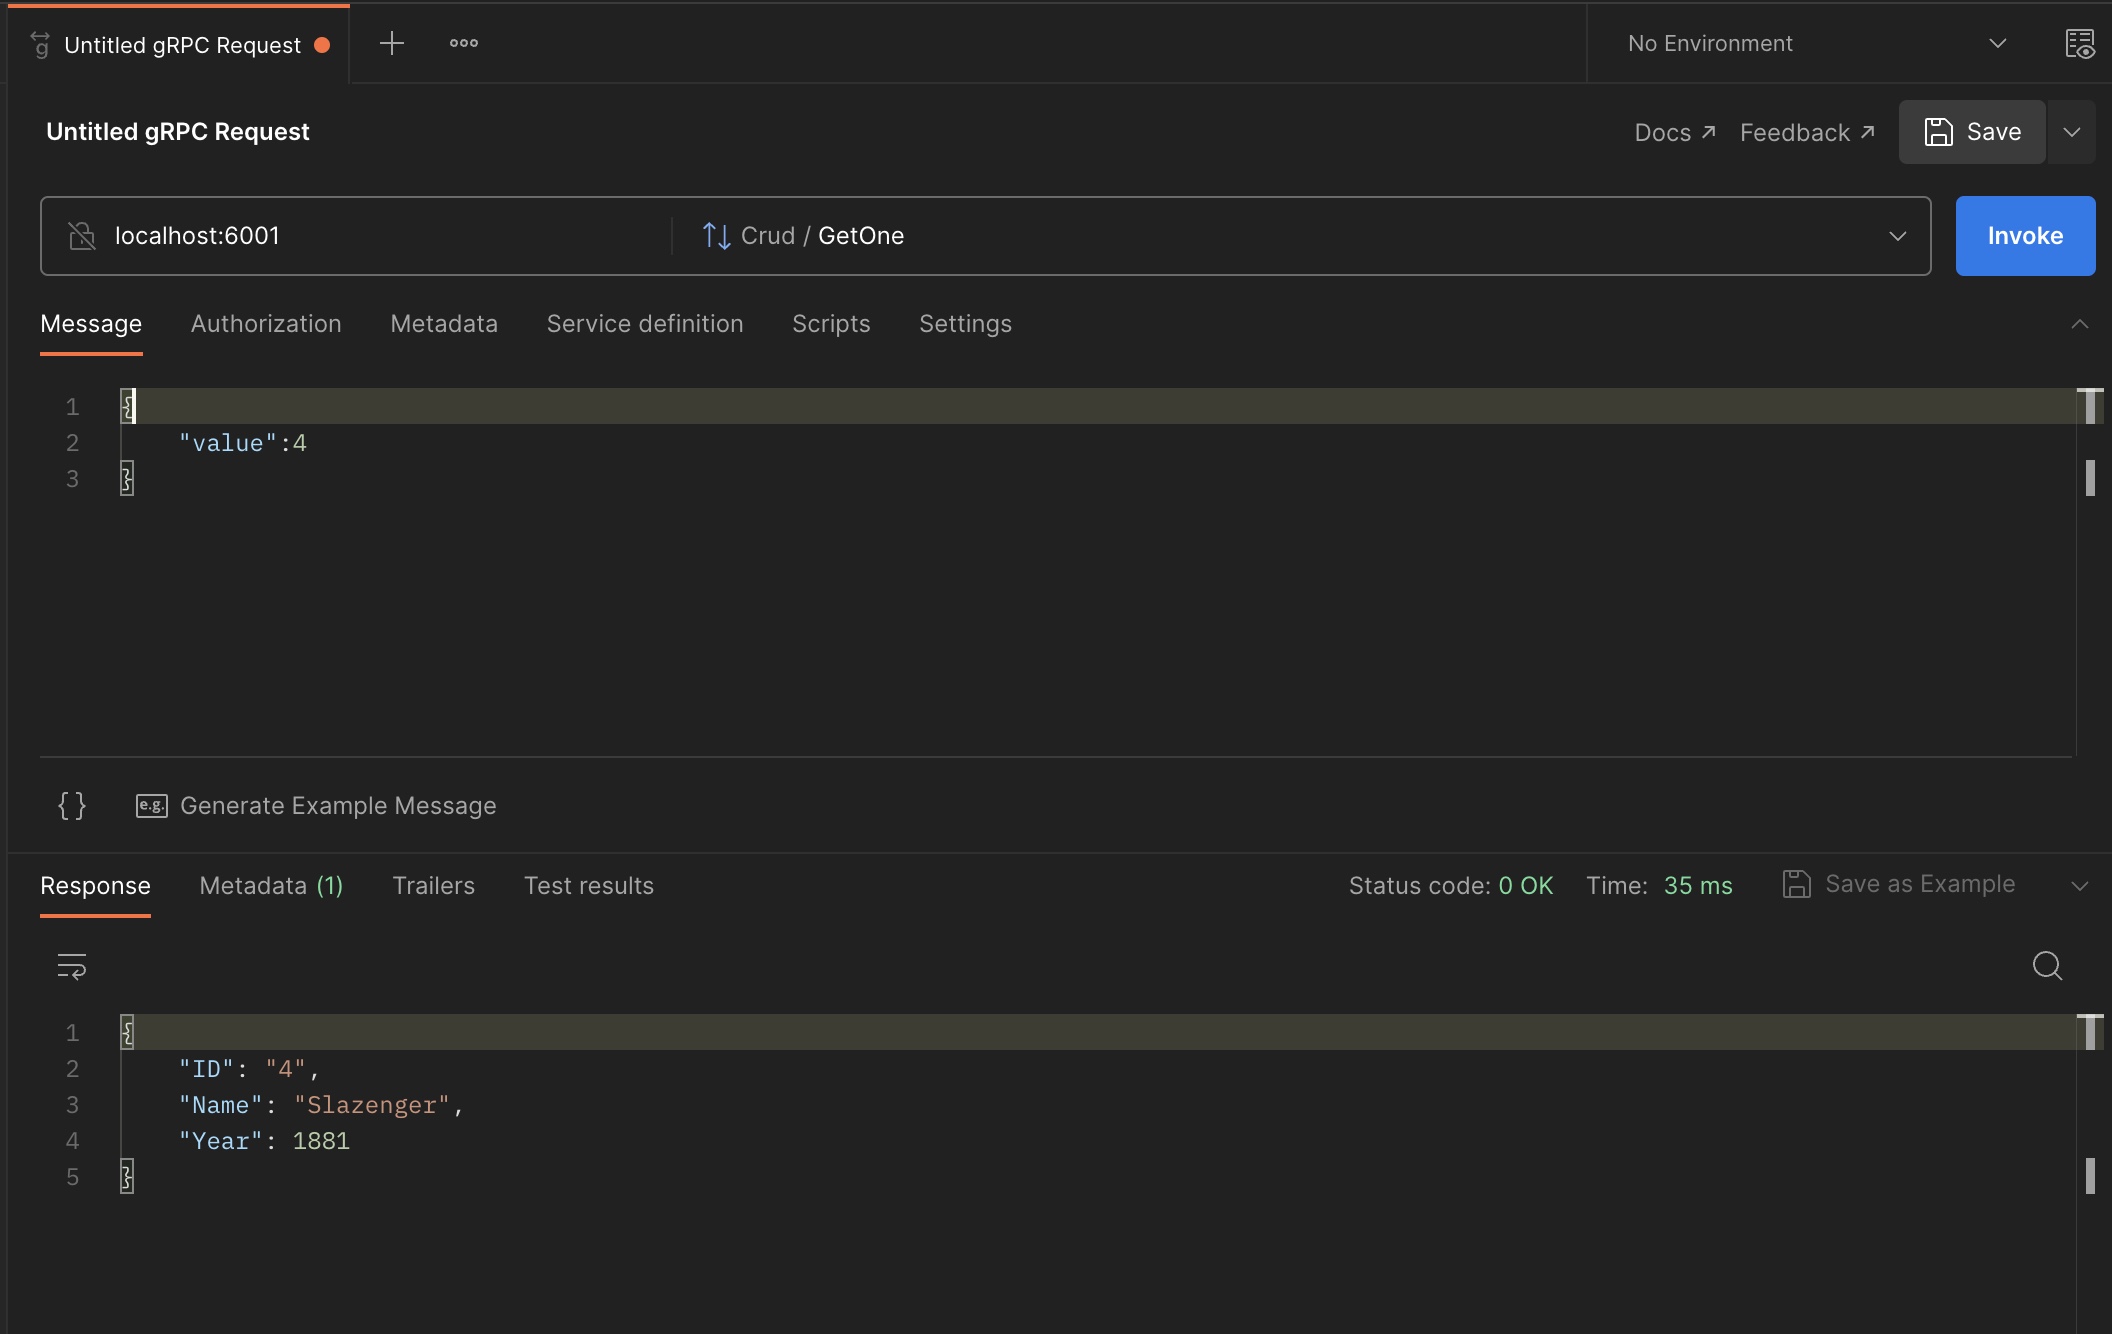 g Untitled gRPC Request
No Environment
Untitled gRPC Request
Docs Feedback Save
localhost:6001 Crud / GetOne Invoke
Message Authorization Metadata Service definition Scripts Settings
1 {
2 "value":4
3 }
{} e.g. Generate Example Message
Response Metadata (1) Trailers Test results Status code: 0 OK Time: 35 ms Save as Example
1 {
2 "ID": "4",
3 "Name": "Slazenger",
4 "Year": 1881
5 }